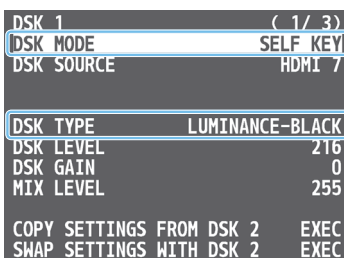 DSK 1 ( 1/ 3)
DSK MODE SELF KEY
DSK SOURCE HDMI 7
DSK TYPE LUMINANCE-BLACK
DSK LEVEL 216
DSK GAIN 0
MIX LEVEL 255
COPY SETTINGS FROM DSK 2 EXEC
SWAP SETTINGS WITH DSK 2 EXEC